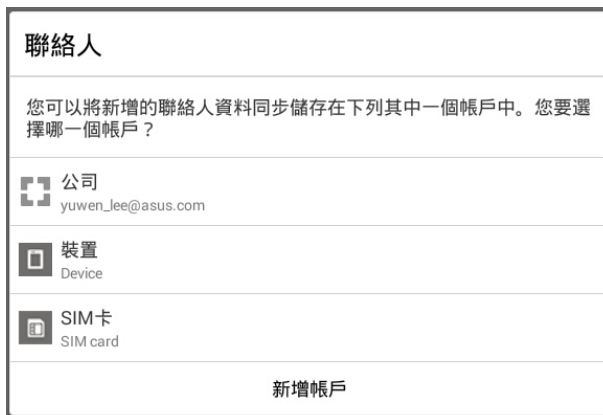 聯絡人
您可以將新增的聯絡人資料同步儲存在下列其中一個帳戶中。您要選
擇哪一個帳戶？
公司
yuwen_lee@asus.com
裝置
Device
SIM卡
SIM card
新增帳戶